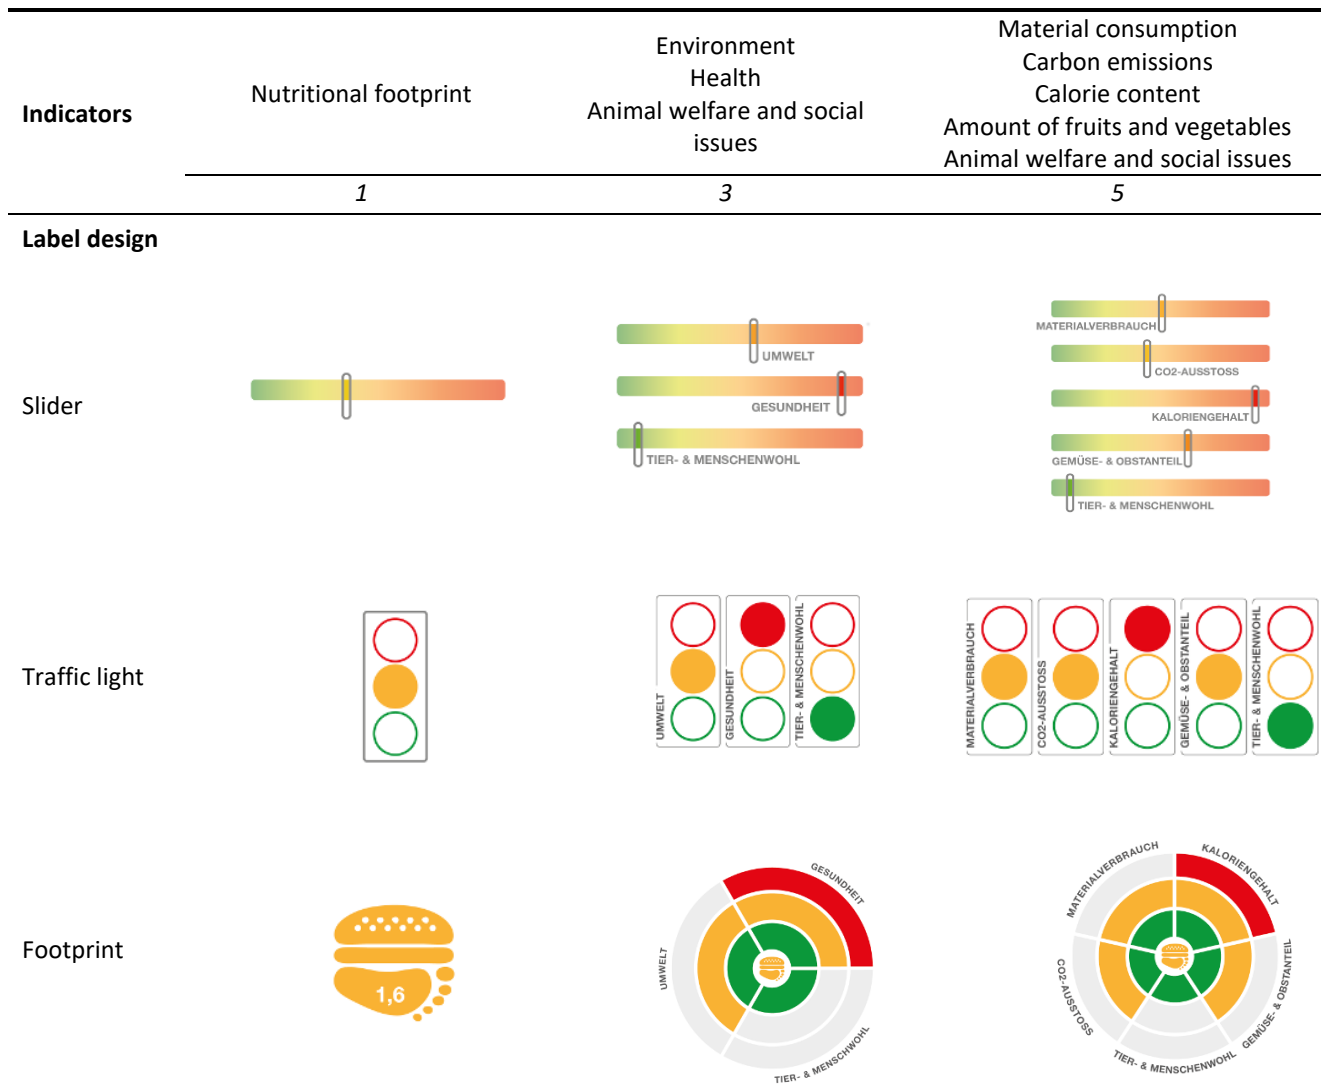 Indicators
Nutritional footprint
Environment
Health
Animal welfare and social
issues
Material consumption
Carbon emissions
Calorie content
Amount of fruits and vegetables
Animal welfare and social issues
1
3
5
Label design
Slider
UMWELT
GESUNDHEIT
TIER- & MENSCHENWOHL
MATERIALVERBRAUCH
CO2-AUSSTOSS
KALORIENGEHALT
GEMÜSE- & OBSTANTEIL
TIER- & MENSCHENWOHL
Traffic light
UMWELT
GESUNDHEIT
TIER- & MENSCHENWOHL
MATERIALVERBRAUCH
CO2-AUSSTOSS
KALORIENGEHALT
GEMÜSE- & OBSTANTEIL
TIER- & MENSCHENWOHL
Footprint
1,6
GESUNDHEIT
UMWELT
TIER- & MENSCHWOHL
MATERIALVERBRAUCH
KALORIENGEHALT
CO2-AUSSTOSS
GEMÜSE- & OBSTANTEIL
TIER- & MENSCHENWOHL